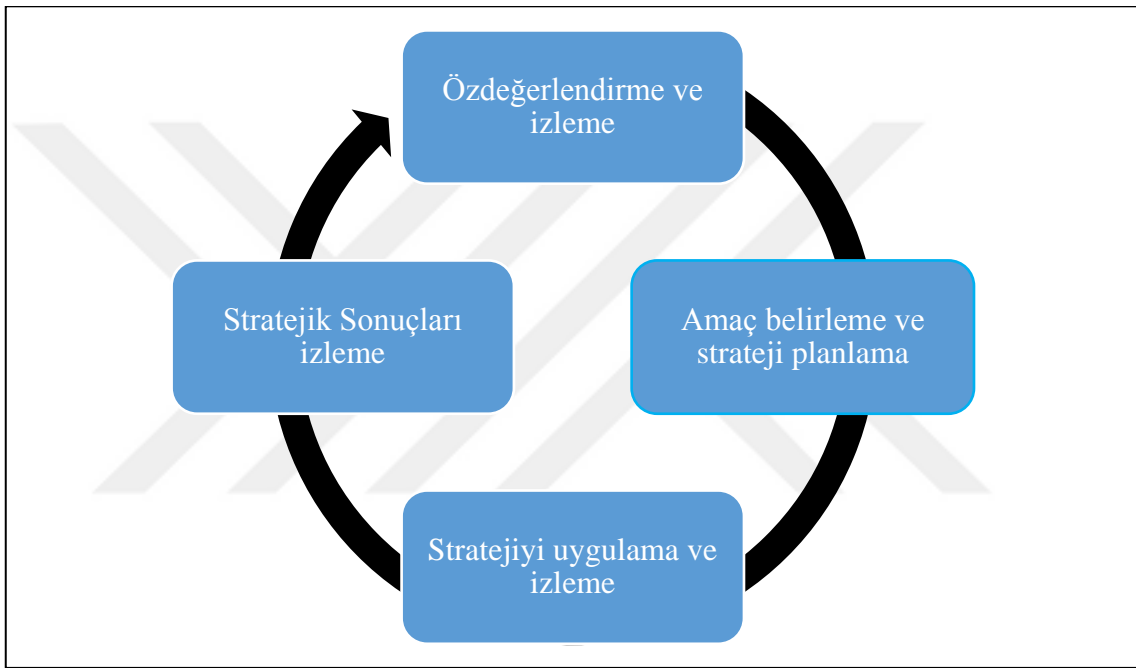 Özdeğerlendirme ve
izleme
Amaç belirleme ve
strateji planlama
Stratejiyi uygulama ve
izleme
Stratejik Sonuçları
izleme